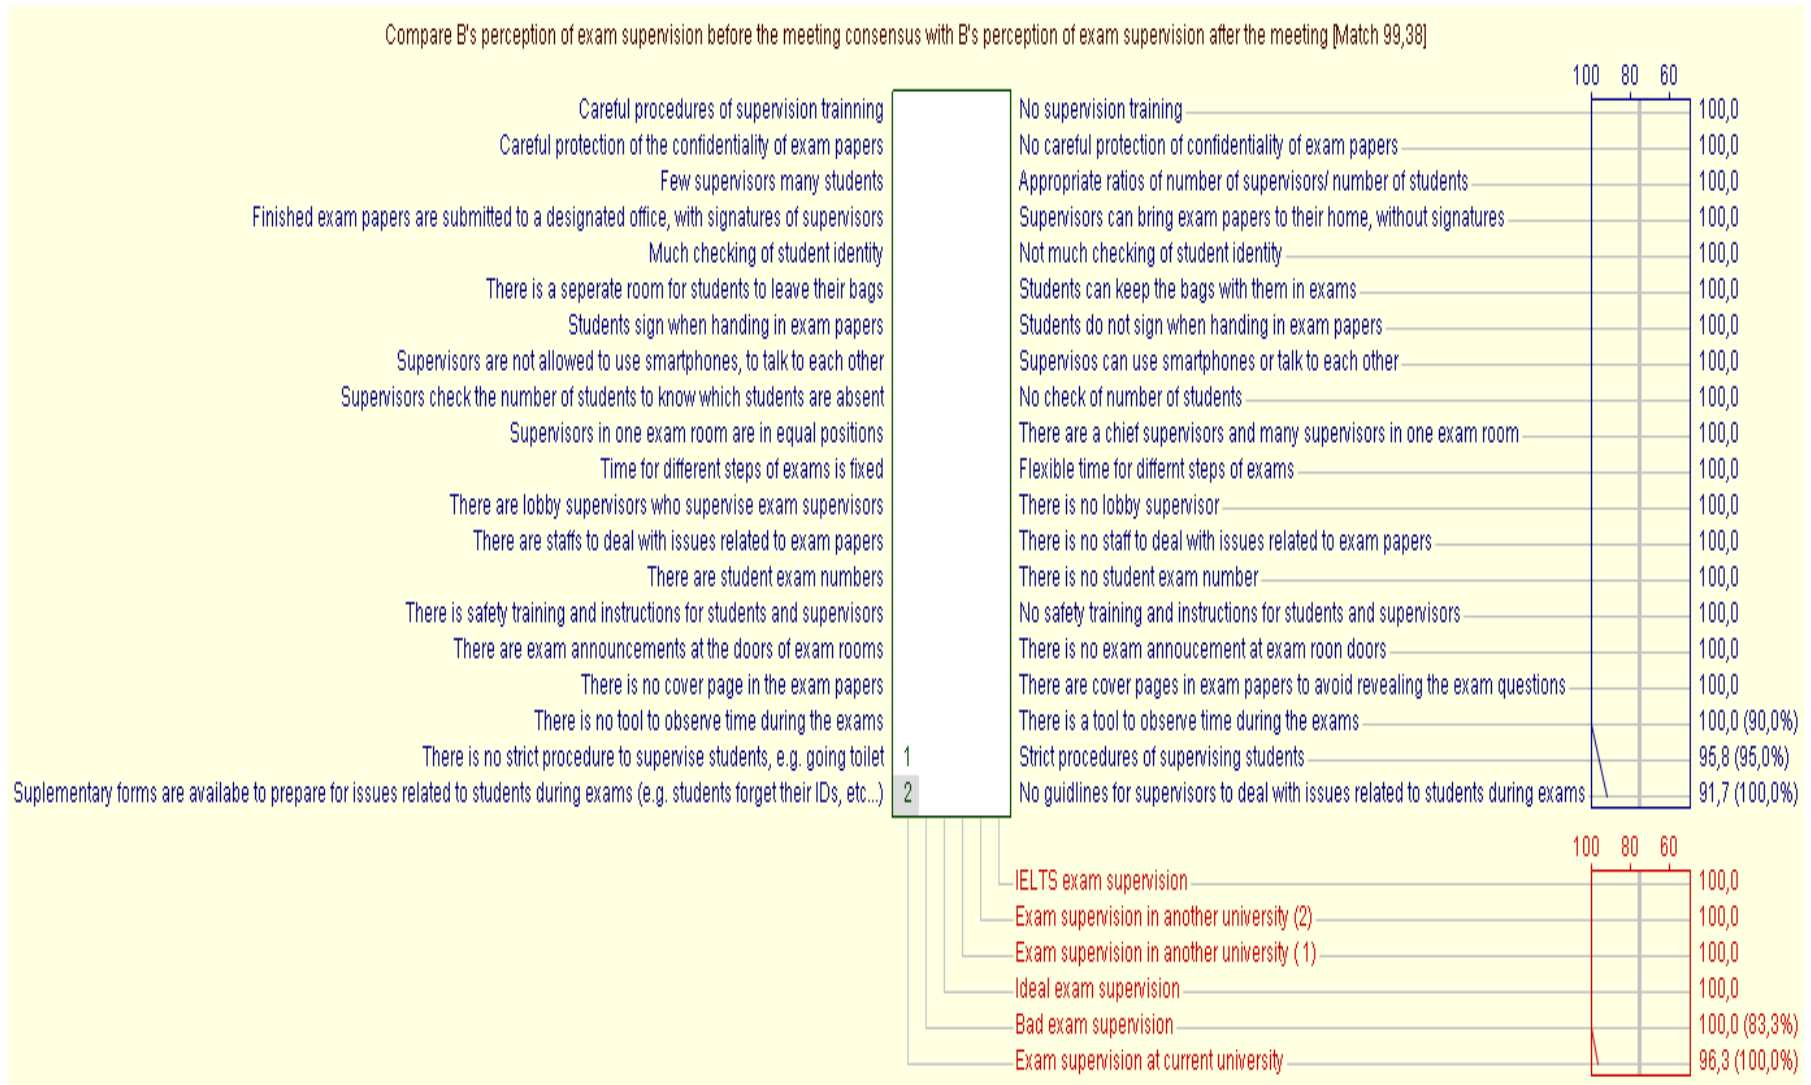 Compare B's perception of exam supervision before the meeting consensus with B's perception of exam supervision after the meeting [Match 99,38]
100 80 60
Careful procedures of supervision trainning No supervision training 100,0
Careful protection of the confidentiality of exam papers No careful protection of confidentiality of exam papers 100,0
Few supervisors many students Appropriate ratios of number of supervisors/ number of students 100,0
Finished exam papers are submitted to a designated office, with signatures of supervisors Supervisors can bring exam papers to their home, without signatures 100,0
Much checking of student identity Not much checking of student identity 100,0
There is a seperate room for students to leave their bags Students can keep the bags with them in exams 100,0
Students sign when handing in exam papers Students do not sign when handing in exam papers 100,0
Supervisors are not allowed to use smartphones, to talk to each other Supervisos can use smartphones or talk to each other 100,0
Supervisors check the number of students to know which students are absent No check of number of students 100,0
Supervisors in one exam room are in equal positions There are a chief supervisors and many supervisors in one exam room 100,0
Time for different steps of exams is fixed Flexible time for differnt steps of exams 100,0
There are lobby supervisors who supervise exam supervisors There is no lobby supervisor 100,0
There are staffs to deal with issues related to exam papers There is no staff to deal with issues related to exam papers 100,0
There are student exam numbers There is no student exam number 100,0
There is safety training and instructions for students and supervisors No safety training and instructions for students and supervisors 100,0
There are exam announcements at the doors of exam rooms There is no exam annoucement at exam roon doors 100,0
There is no cover page in the exam papers There are cover pages in exam papers to avoid revealing the exam questions 100,0
There is no tool to observe time during the exams There is a tool to observe time during the exams 100,0 (90,0%)
There is no strict procedure to supervise students, e.g. going toilet 1 Strict procedures of supervising students 95,8 (95,0%)
Suplementary forms are availabe to prepare for issues related to students during exams (e.g. students forget their IDs, etc...) 2 No guidlines for supervisors to deal with issues related to students during exams 91,7 (100,0%)
100 80 60
IELTS exam supervision 100,0
Exam supervision in another university (2) 100,0
Exam supervision in another university (1) 100,0
Ideal exam supervision 100,0
Bad exam supervision 100,0 (83,3%)
Exam supervision at current university 96,3 (100,0%)